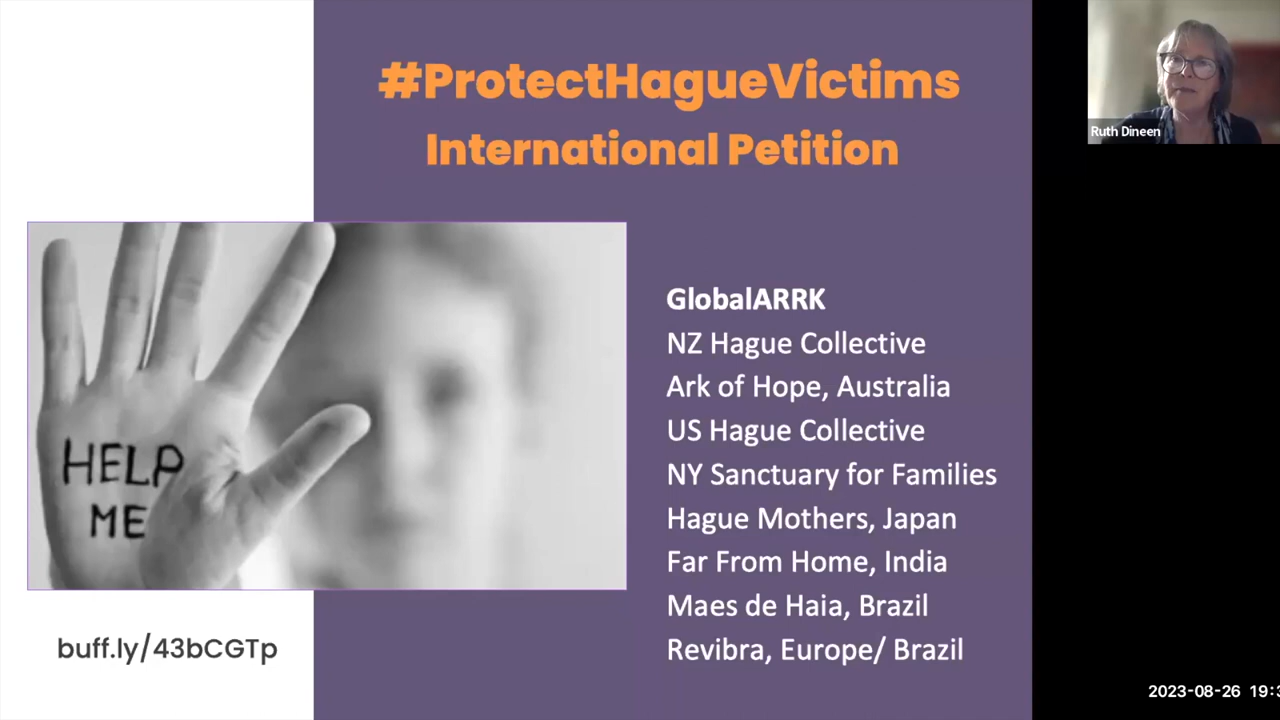 #ProtectHagueVictims
International Petition
Ruth Dineen
GlobalARRK
NZ Hague Collective
Ark of Hope, Australia
US Hague Collective
NY Sanctuary for Families
Hague Mothers, Japan
Far From Home, India
Maes de Haia, Brazil
Revibra, Europe/ Brazil
HELP
ME
buff.ly/43bCGTp
2023-08-26